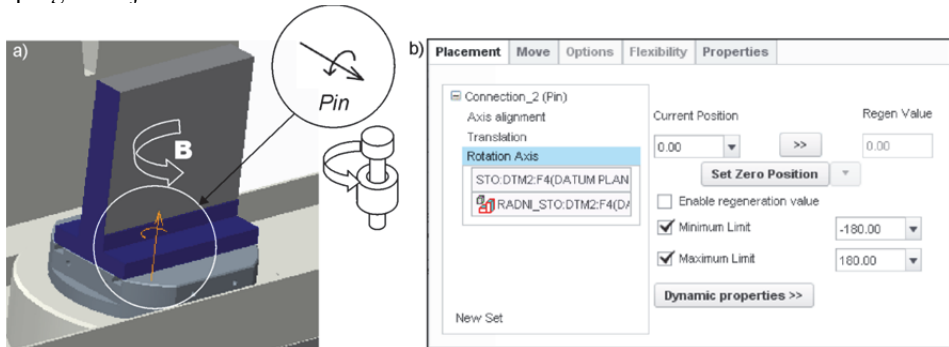 a)
Pin
B
b)
Placement Move Options Flexibility Properties
Connection_2 (Pin)
Axis alignment
Translation
Rotation Axis
STO:DTM2:F4(DATUM PLAN
RADNI_STO:DTM2:F4(DA
New Set
Current Position Regen Value
0.00 >> 0.00
Set Zero Position
Enable regeneration value
Minimum Limit -180.00
Maximum Limit 180.00
Dynamic properties >>